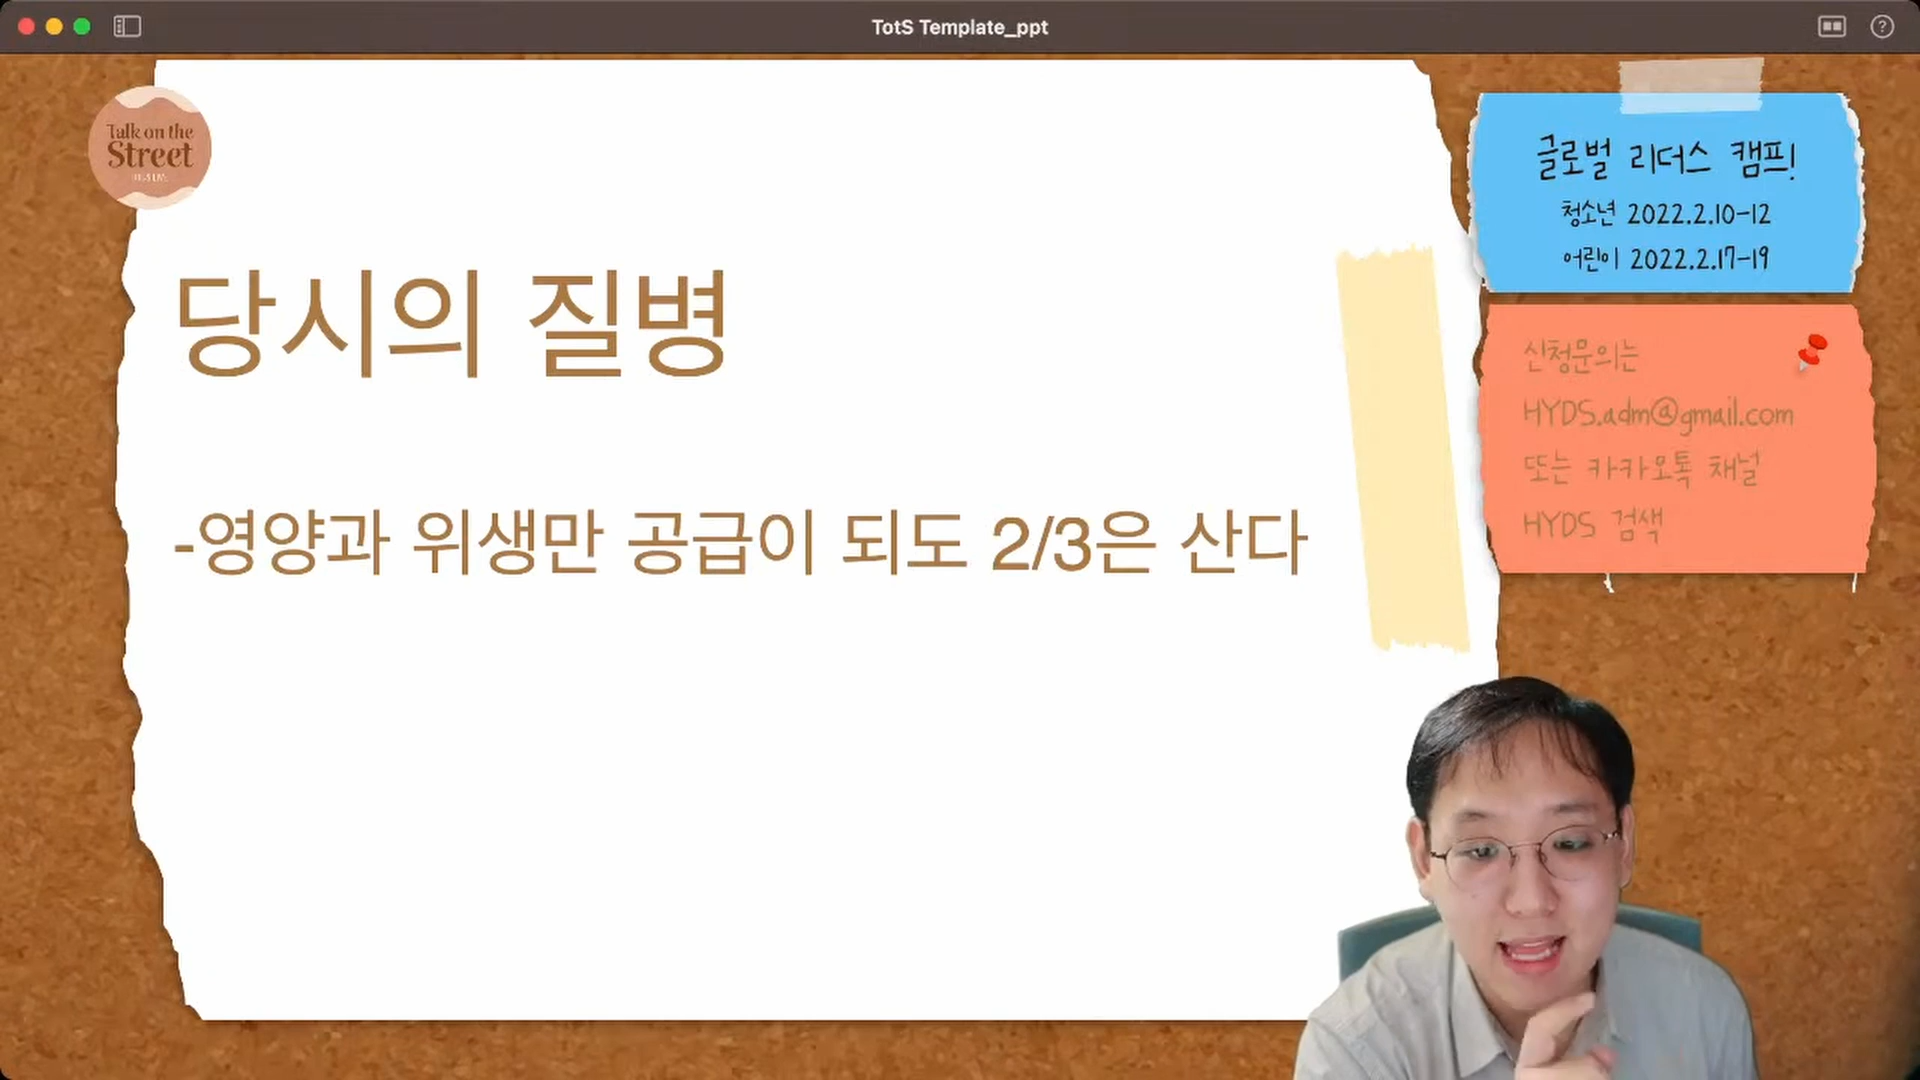 TotS Template_ppt
Talk on the
Street
당시의 질병
-영양과 위생만 공급이 되도 2/3은 산다
글로벌 리더스 캠프!
청소년 2022.2.10-12
어린이 2022.2.17-19
신청문의는
HYDS.adm@gmail.com
또는 카카오톡 채널
HYDS 검색